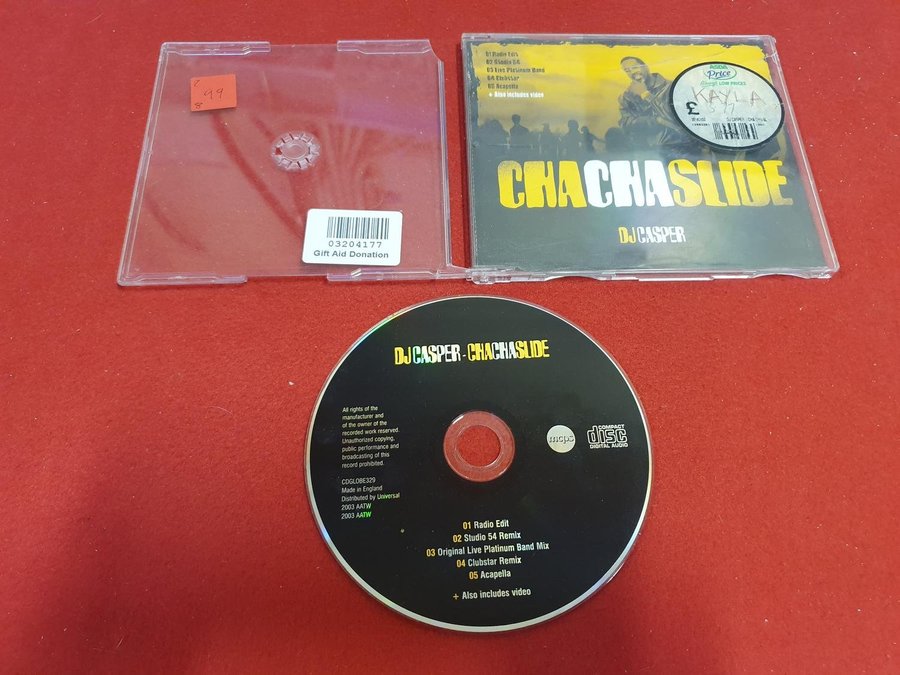 99
03204177
Gift Aid Donation
01 Radio Edit
02 Studio 54
03 Live Platinum Band
04 Clubstar
05 Acapella
+ Also includes video
ASDA
Price
Always LOW PRICES
KAYLA
£
CHACHASLIDE
DJ CASPER
DJ CASPER - CHACHASLIDE
All rights of the
manufacturer and
of the owner of the
recorded work reserved.
Unauthorized copying,
public performance and
broadcasting of this
record prohibited.
CDGLOBE329
Made in England
Distributed by Universal
2003 AATW
2003 AATW
mcps
COMPACT
disc
DIGITAL AUDIO
01 Radio Edit
02 Studio 54 Remix
03 Original Live Platinum Band Mix
04 Clubstar Remix
05 Acapella
+ Also includes video